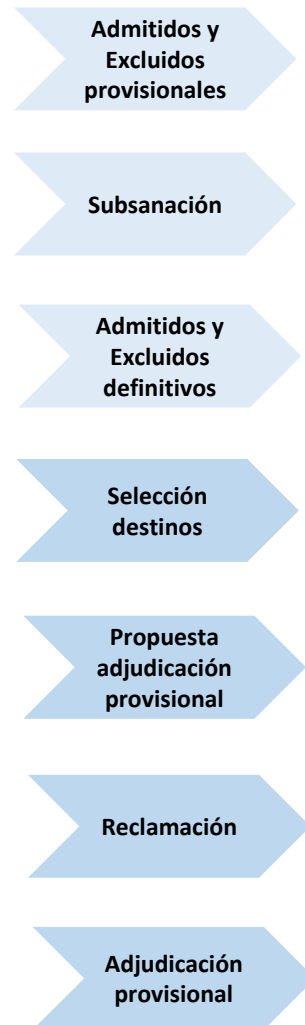 Admitidos y
Excluidos
provisionales
Subsanación
Admitidos y
Excluidos
definitivos
Selección
destinos
Propuesta
adjudicación
provisional
Reclamación
Adjudicación
provisional